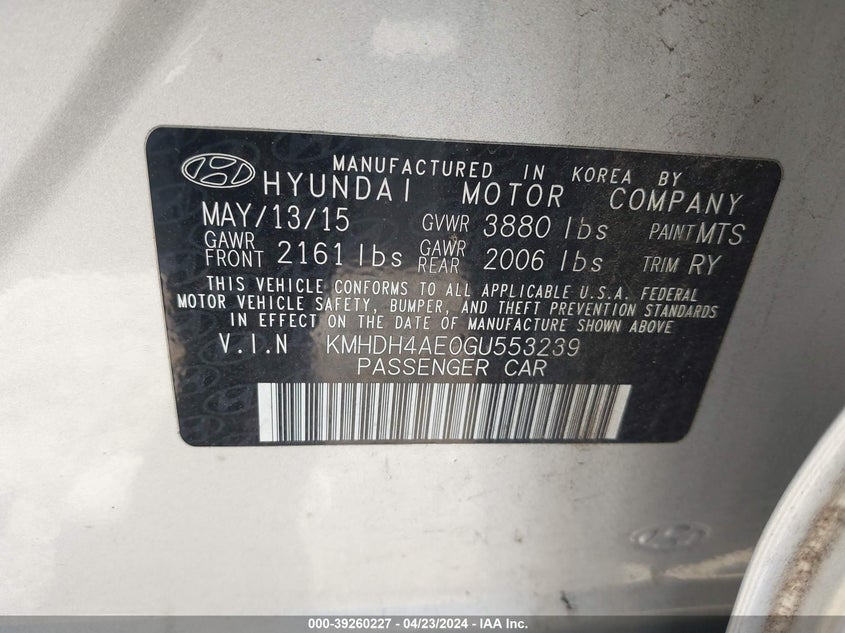 MANUFACTURED IN KOREA BY
HYUNDAI MOTOR COMPANY
MAY/13/15 GVWR 3880 lbs PAINT MTS
GAWR FRONT 2161 lbs GAWR REAR 2006 lbs TRIM RY
THIS VEHICLE CONFORMS TO ALL APPLICABLE U.S.A. FEDERAL
MOTOR VEHICLE SAFETY, BUMPER, AND THEFT PREVENTION STANDARDS
IN EFFECT ON THE DATE OF MANUFACTURE SHOWN ABOVE
V.I.N KMHDH4AE0GU553239
PASSENGER CAR
000-39260227 - 04/23/2024 - IAA Inc.